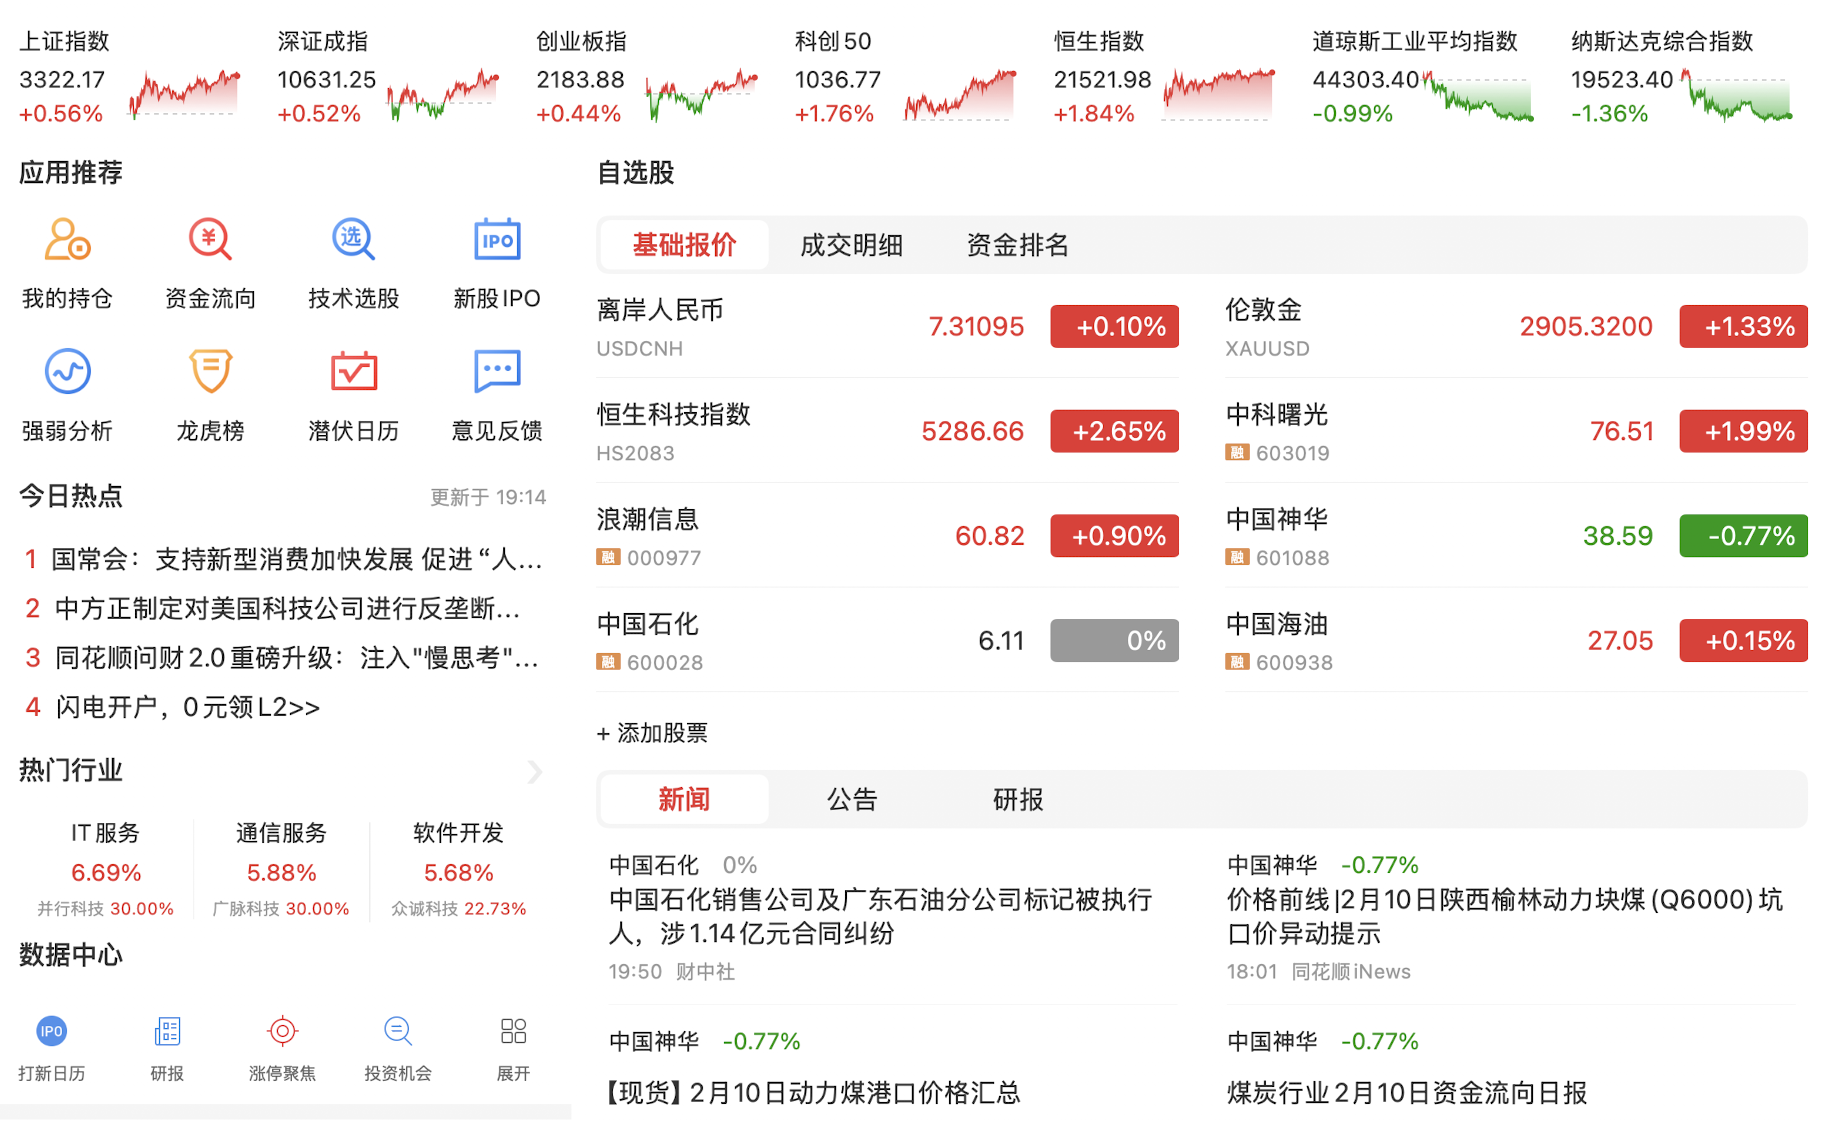 上证指数
3322.17
+0.56%
深证成指
10631.25
+0.52%
创业板指
2183.88
+0.44%
科创50
1036.77
+1.76%
恒生指数
21521.98
+1.84%
道琼斯工业平均指数
44303.40
-0.99%
纳斯达克综合指数
19523.40
-1.36%
应用推荐
选
IPO
我的持仓
资金流向
技术选股
新股IPO
强弱分析
龙虎榜
潜伏日历
意见反馈
今日热点
更新于 19:14
1 国常会：支持新型消费加快发展 促进 “人...
2 中方正制定对美国科技公司进行反垄断...
3 同花顺问财2.0重磅升级：注入"慢思考"...
4 闪电开户，0元领L2>>
热门行业
IT服务
6.69%
并行科技 30.00%
通信服务
5.88%
广脉科技 30.00%
软件开发
5.68%
众诚科技 22.73%
数据中心
IPO
打新日历
研报
涨停聚焦
投资机会
展开
自选股
基础报价
成交明细
资金排名
离岸人民币
USDCNH
7.31095
+0.10%
伦敦金
XAUUSD
2905.3200
+1.33%
恒生科技指数
HS2083
5286.66
+2.65%
中科曙光
融 603019
76.51
+1.99%
浪潮信息
融 000977
60.82
+0.90%
中国神华
融 601088
38.59
-0.77%
中国石化
融 600028
6.11
0%
中国海油
融 600938
27.05
+0.15%
+ 添加股票
新闻
公告
研报
中国石化 0%
中国石化销售公司及广东石油分公司标记被执行
人，涉1.14亿元合同纠纷
19:50 财中社
中国神华 -0.77%
价格前线|2月10日陕西榆林动力块煤(Q6000)坑
口价异动提示
18:01 同花顺iNews
中国神华 -0.77%
【现货】2月10日动力煤港口价格汇总
中国神华 -0.77%
煤炭行业2月10日资金流向日报